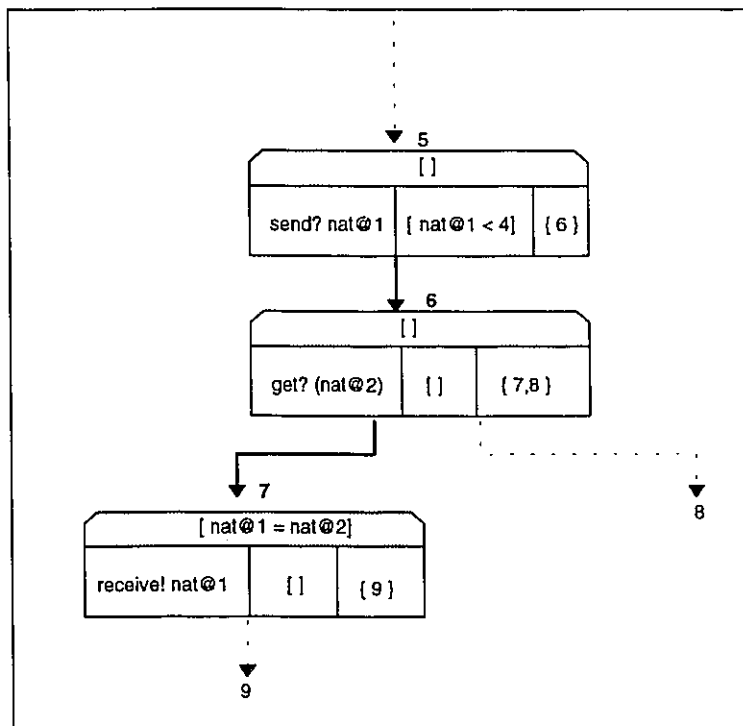 5
[ ]
send? nat@1 [ nat@1 < 4] { 6 }
6
[ ]
get? (nat@2) [ ] { 7,8 }
7
8
[ nat@1 = nat@2]
receive! nat@1 [ ] { 9 }
9